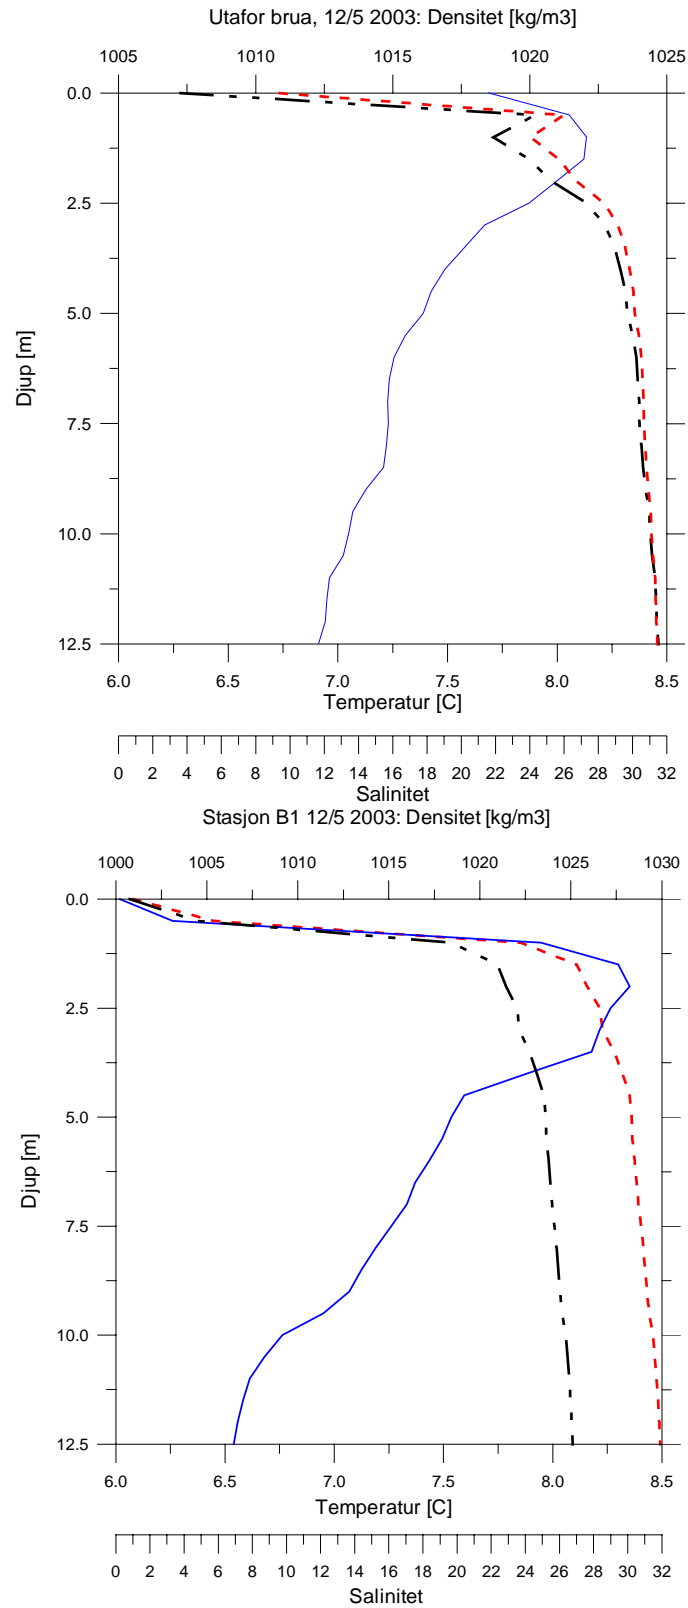 Utafor brua, 12/5 2003: Densitet [kg/m3]
1005 1010 1015 1020 1025
0.0
2.5
5.0
7.5
10.0
12.5
Djup [m]
6.0 6.5 7.0 7.5 8.0 8.5
Temperatur [C]
0 2 4 6 8 10 12 14 16 18 20 22 24 26 28 30 32
Salinitet
Stasjon B1 12/5 2003: Densitet [kg/m3]
1000 1005 1010 1015 1020 1025 1030
0.0
2.5
5.0
7.5
10.0
12.5
Djup [m]
6.0 6.5 7.0 7.5 8.0 8.5
Temperatur [C]
0 2 4 6 8 10 12 14 16 18 20 22 24 26 28 30 32
Salinitet